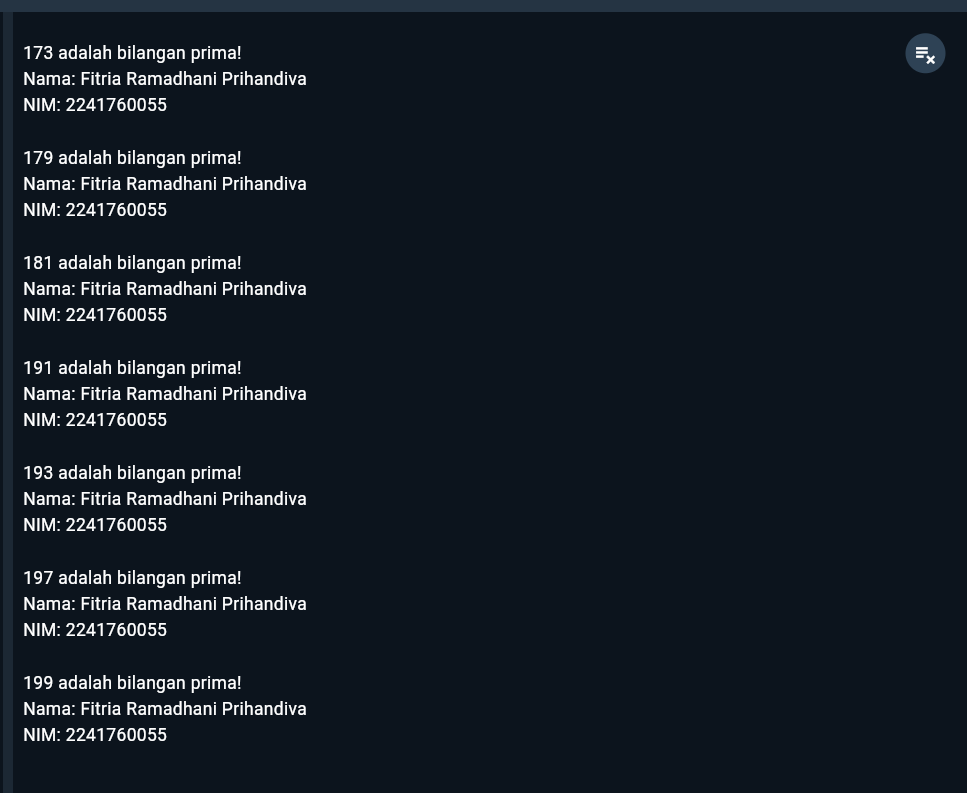 173 adalah bilangan prima!
Nama: Fitria Ramadhani Prihandiva
NIM: 2241760055
179 adalah bilangan prima!
Nama: Fitria Ramadhani Prihandiva
NIM: 2241760055
181 adalah bilangan prima!
Nama: Fitria Ramadhani Prihandiva
NIM: 2241760055
191 adalah bilangan prima!
Nama: Fitria Ramadhani Prihandiva
NIM: 2241760055
193 adalah bilangan prima!
Nama: Fitria Ramadhani Prihandiva
NIM: 2241760055
197 adalah bilangan prima!
Nama: Fitria Ramadhani Prihandiva
NIM: 2241760055
199 adalah bilangan prima!
Nama: Fitria Ramadhani Prihandiva
NIM: 2241760055